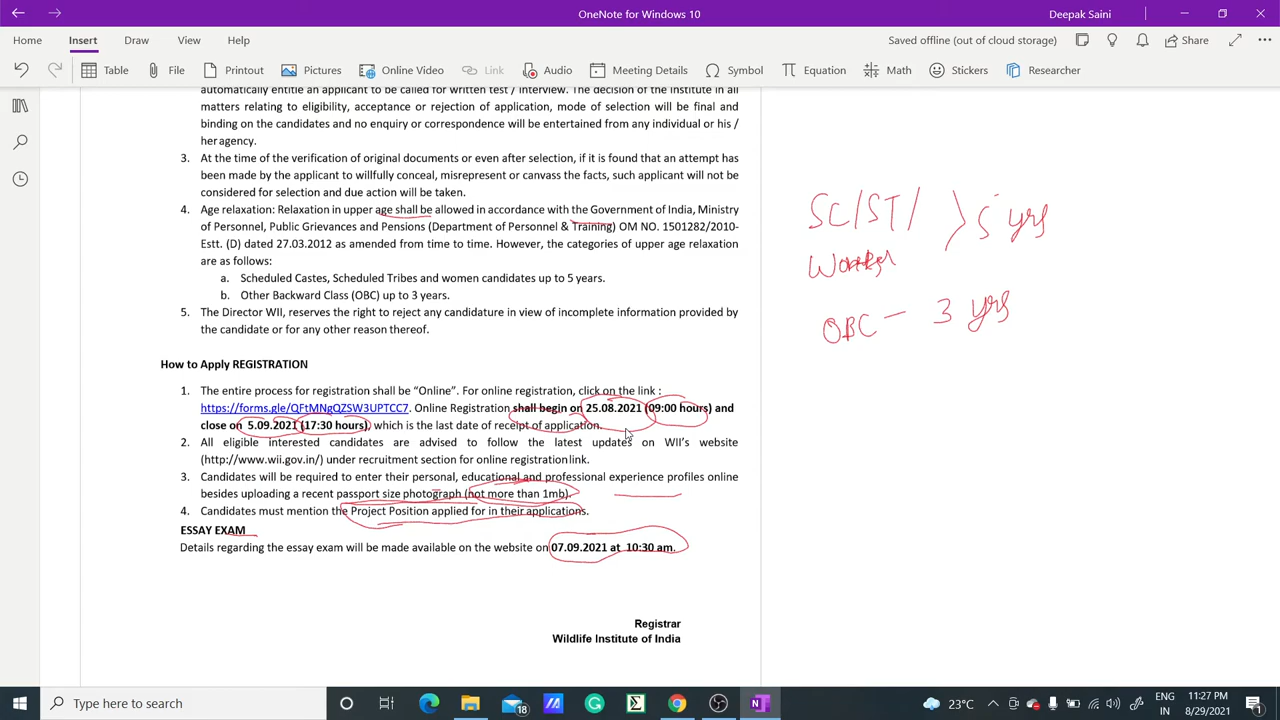 OneNote for Windows 10
Deepak Saini
Home Insert Draw View Help
Saved offline (out of cloud storage) Share
Table File Printout Pictures Online Video Link Audio Meeting Details Symbol Equation Math Stickers Researcher
automatically entitle an applicant to be called for written test / interview. The decision of the institute in all
matters relating to eligibility, acceptance or rejection of application, mode of selection will be final and
binding on the candidates and no enquiry or correspondence will be entertained from any individual or his /
her agency.
3. At the time of the verification of original documents or even after selection, if it is found that an attempt has
been made by the applicant to willfully conceal, misrepresent or canvass the facts, such applicant will not be
considered for selection and due action will be taken.
4. Age relaxation: Relaxation in upper age shall be allowed in accordance with the Government of India, Ministry
of Personnel, Public Grievances and Pensions (Department of Personnel & Training) OM NO. 1501282/2010-
Estt. (D) dated 27.03.2012 as amended from time to time. However, the categories of upper age relaxation
are as follows:
a. Scheduled Castes, Scheduled Tribes and women candidates up to 5 years.
b. Other Backward Class (OBC) up to 3 years.
5. The Director WII, reserves the right to reject any candidature in view of incomplete information provided by
the candidate or for any other reason thereof.
How to Apply REGISTRATION
1. The entire process for registration shall be “Online”. For online registration, click on the link :
https://forms.gle/QFtMNgQZSW3UPTCC7. Online Registration shall begin on 25.08.2021 (09:00 hours) and
close on 5.09.2021 (17:30 hours), which is the last date of receipt of application.
2. All eligible interested candidates are advised to follow the latest updates on WII’s website
(http://www.wii.gov.in/) under recruitment section for online registration link.
3. Candidates will be required to enter their personal, educational and professional experience profiles online
besides uploading a recent passport size photograph (not more than 1mb).
4. Candidates must mention the Project Position applied for in their applications.
ESSAY EXAM
Details regarding the essay exam will be made available on the website on 07.09.2021 at 10:30 am.
Registrar
Wildlife Institute of India
SC/ST/ 5 yrs
OBC - 3 yrs
Type here to search
18
23°C
ENG
IN
11:27 PM
8/29/2021
1